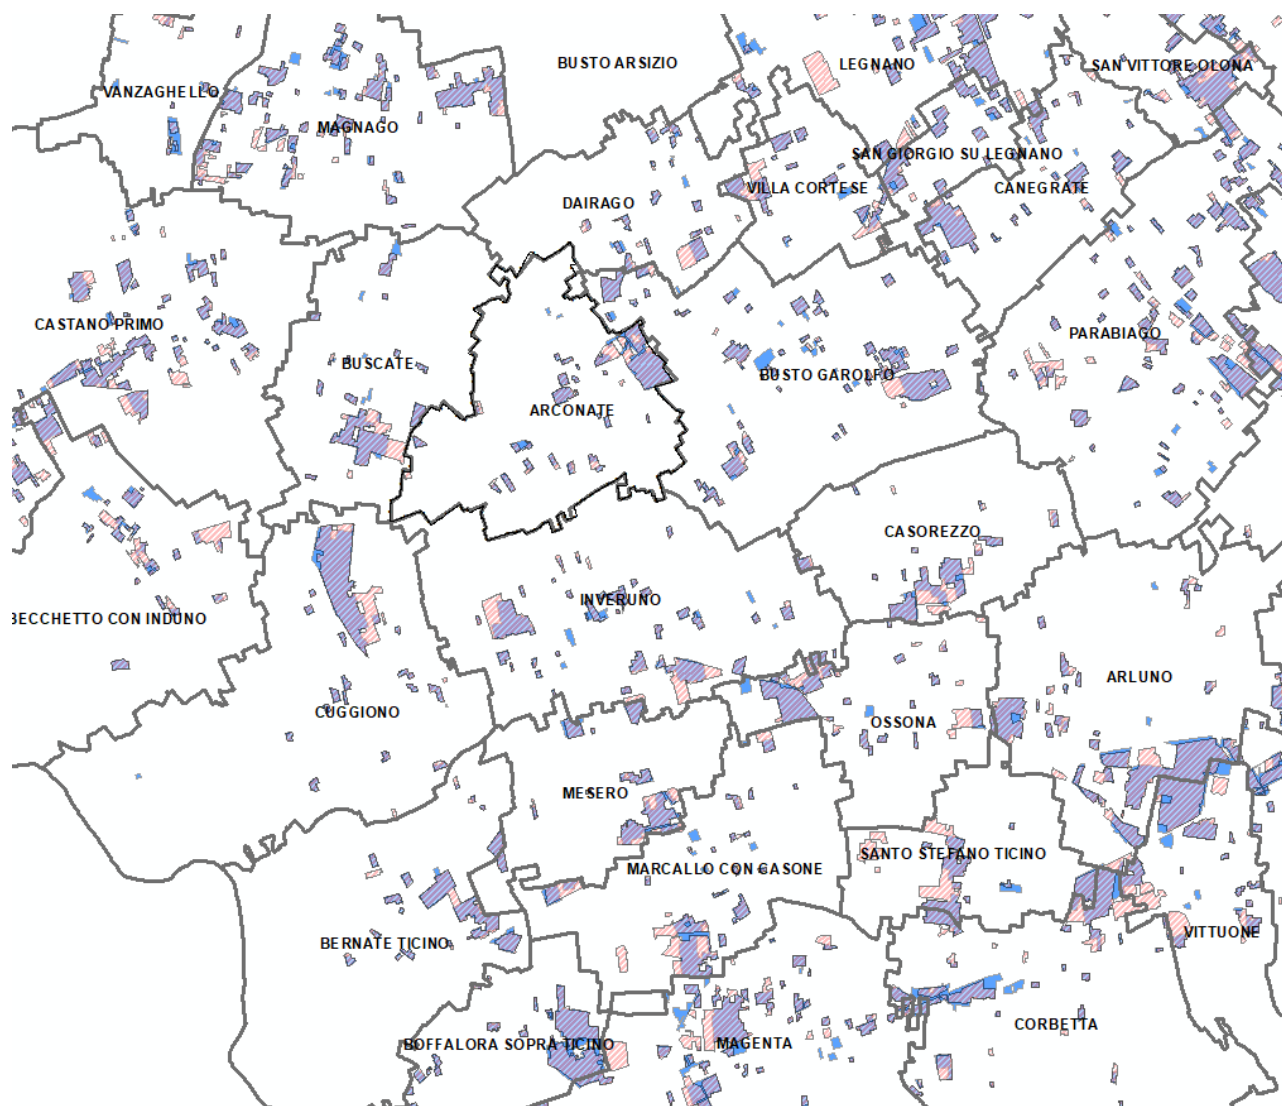 BUSTO ARSIZIO
LEGNANO
SAN VITTORE OLONA
VANZAGHELLO
MAGNAGO
SAN GIORGIO SU LEGNANO
VILLA CORTESE
CANEGRATE
DAIRAGO
CASTANO PRIMO
PARABIAGO
BUSCATE
BUSTO GAROLFO
ARCONATE
CASOREZZO
INVERUNO
BECCHETTO CON INDUNO
ARLUNO
CUGGIONO
OSSONA
MESERO
SANTO STEFANO TICINO
MARCALLO CON CASONE
VITTUONE
BERNATE TICINO
CORBETTA
BOFFALORA SOPRA TICINO
MAGENTA